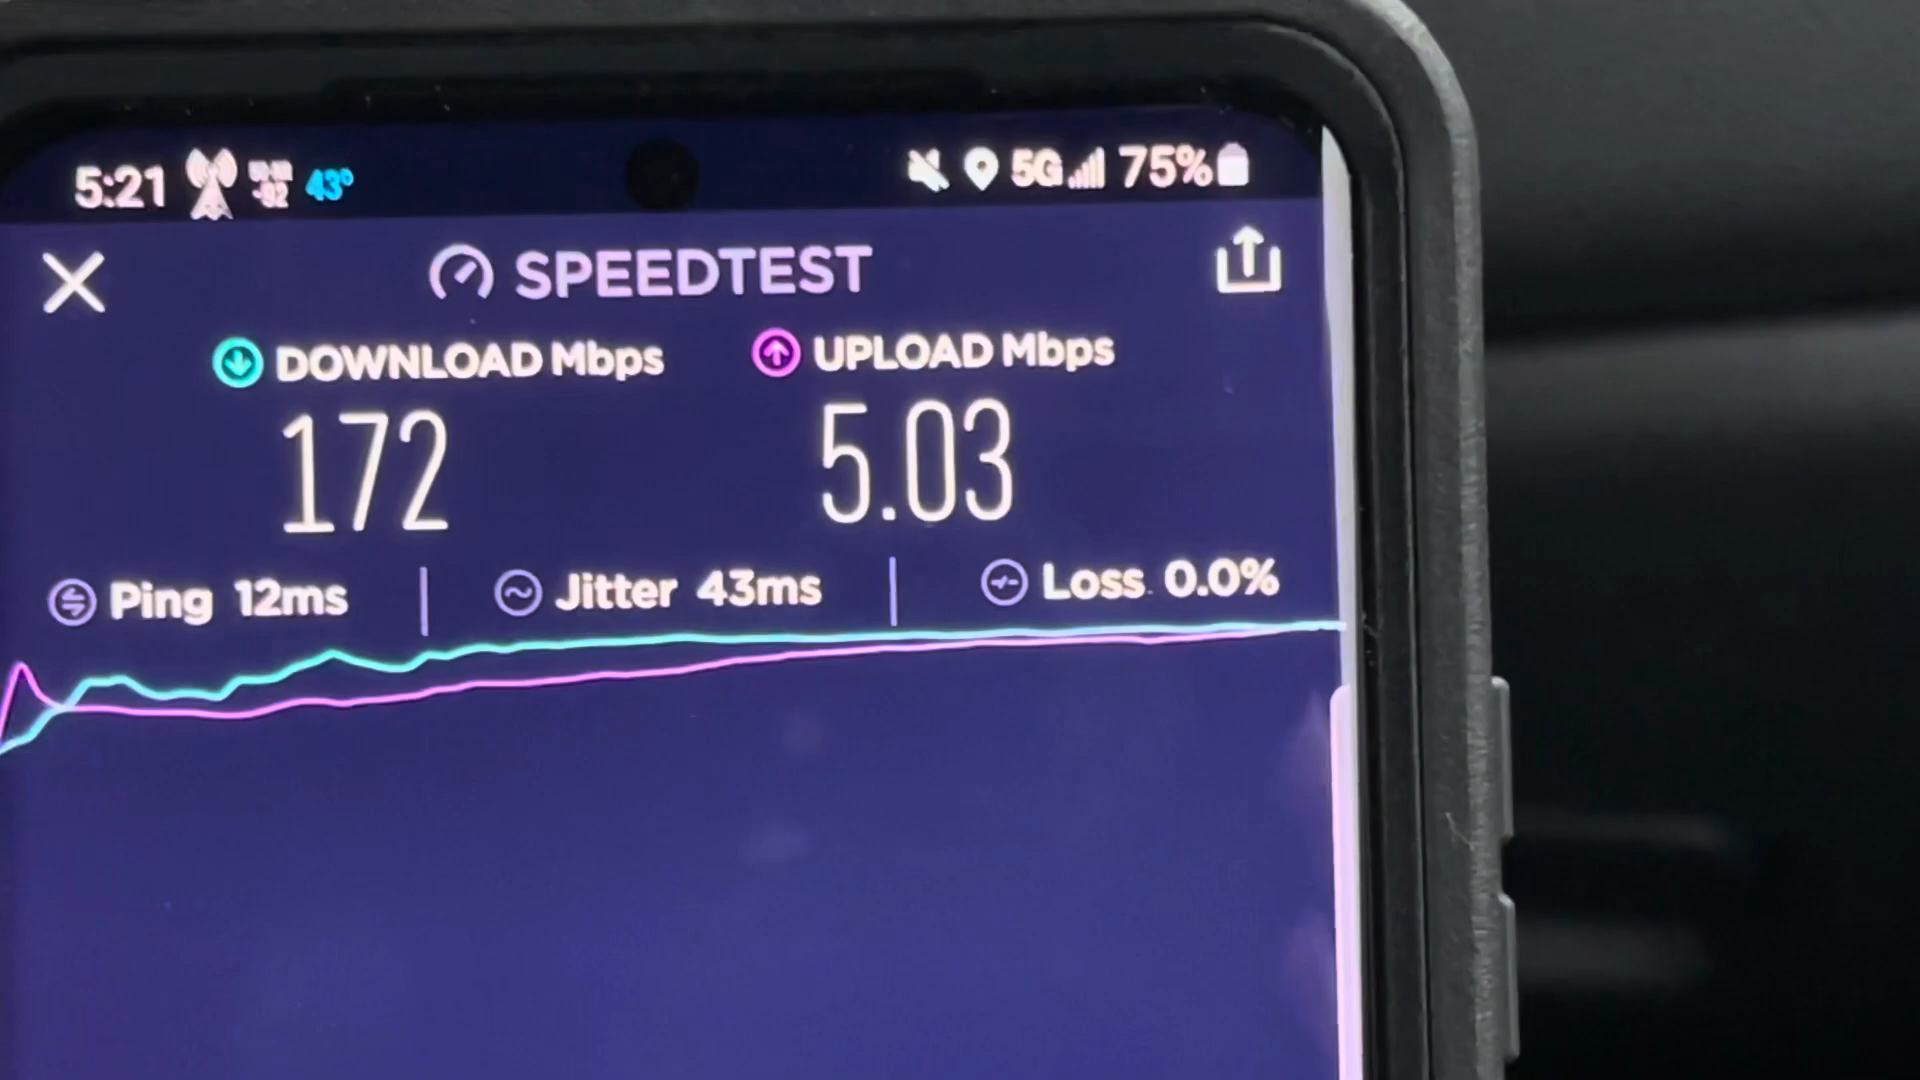 5:21 -92 43° 5G 75%
SPEEDTEST
DOWNLOAD Mbps UPLOAD Mbps
172 5.03
Ping 12ms Jitter 43ms Loss 0.0%